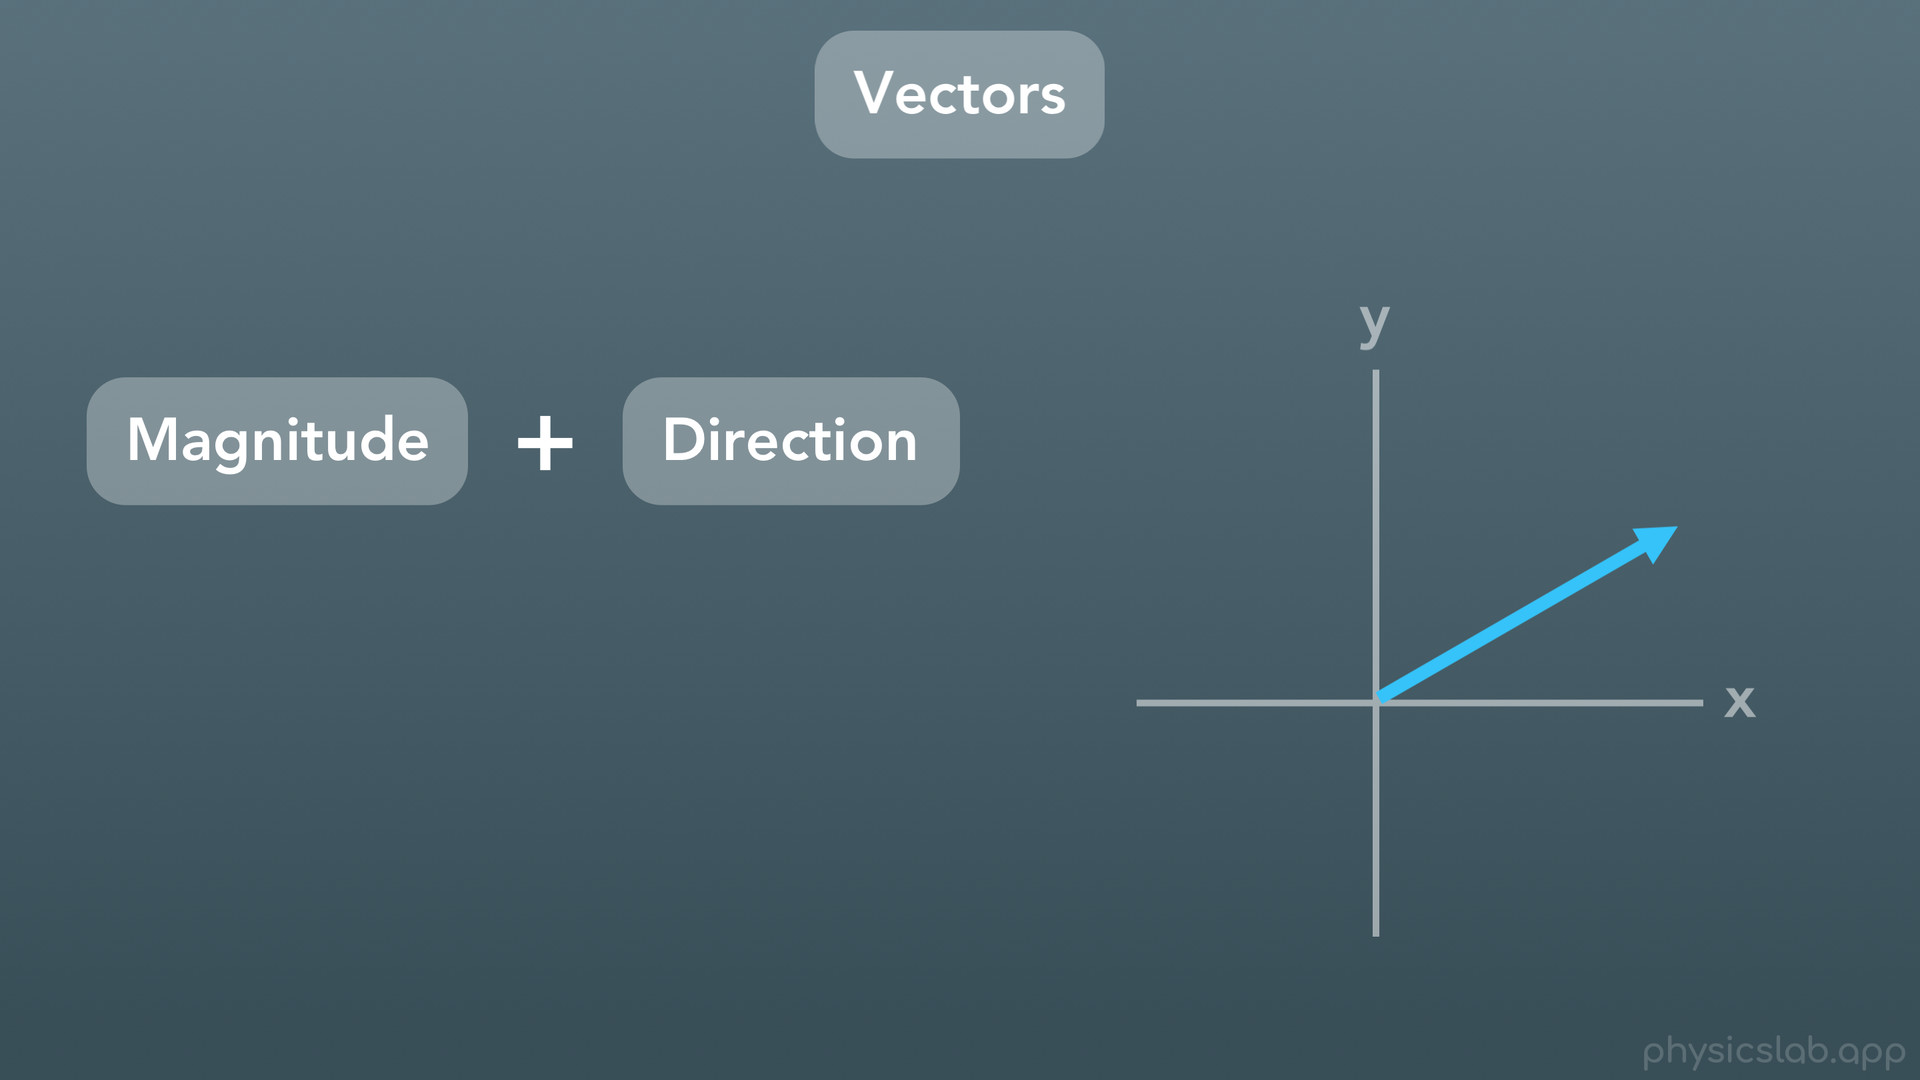 Vectors
Magnitude + Direction
y
x
physicslab.app